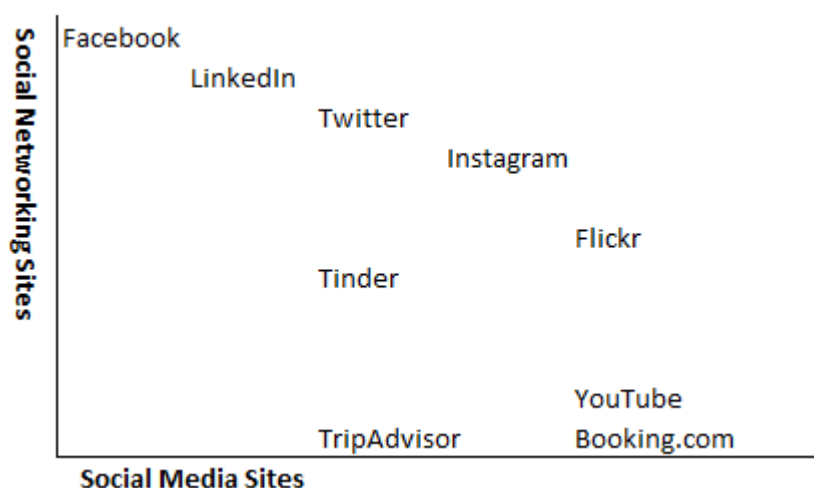 Social Networking Sites
Facebook
LinkedIn
Twitter
Instagram
Flickr
Tinder
YouTube
TripAdvisor Booking.com
Social Media Sites